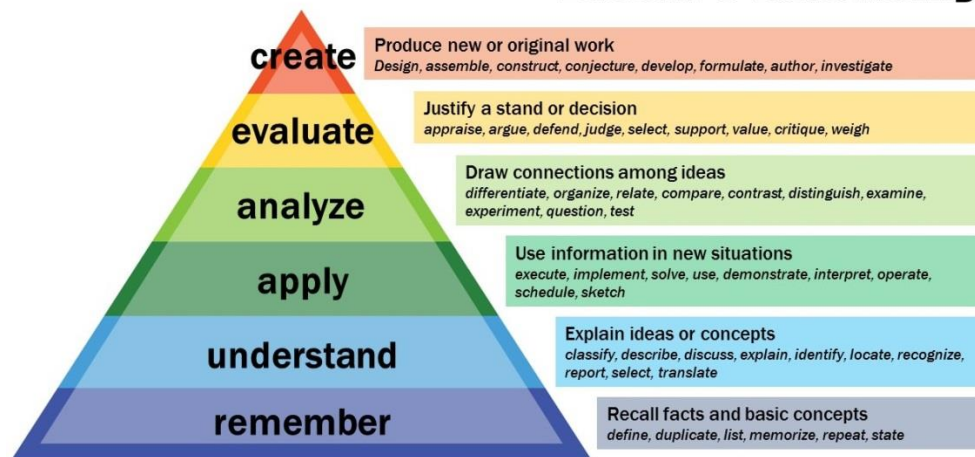 create
Produce new or original work
Design, assemble, construct, conjecture, develop, formulate, author, investigate
evaluate
Justify a stand or decision
appraise, argue, defend, judge, select, support, value, critique, weigh
analyze
Draw connections among ideas
differentiate, organize, relate, compare, contrast, distinguish, examine,
experiment, question, test
apply
Use information in new situations
execute, implement, solve, use, demonstrate, interpret, operate,
schedule, sketch
understand
Explain ideas or concepts
classify, describe, discuss, explain, identify, locate, recognize,
report, select, translate
remember
Recall facts and basic concepts
define, duplicate, list, memorize, repeat, state